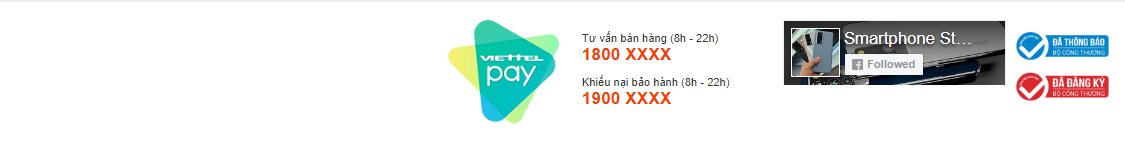 VIETTEL
pay
Tư vấn bán hàng (8h - 22h)
1800 XXXX
Khiếu nại bảo hành (8h - 22h)
1900 XXXX
Smartphone St...
Followed
ĐÃ THÔNG BÁO
BỘ CÔNG THƯƠNG
ĐÃ ĐĂNG KÝ
BỘ CÔNG THƯƠNG